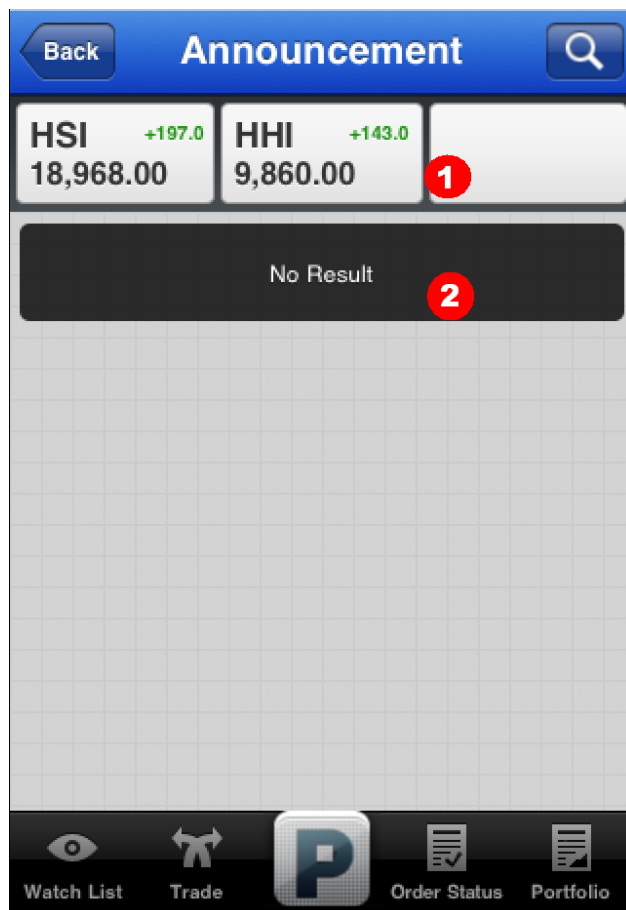 Back Announcement
HSI +197.0 HHI +143.0
18,968.00 9,860.00
1
No Result
2
P
Watch List Trade Order Status Portfolio